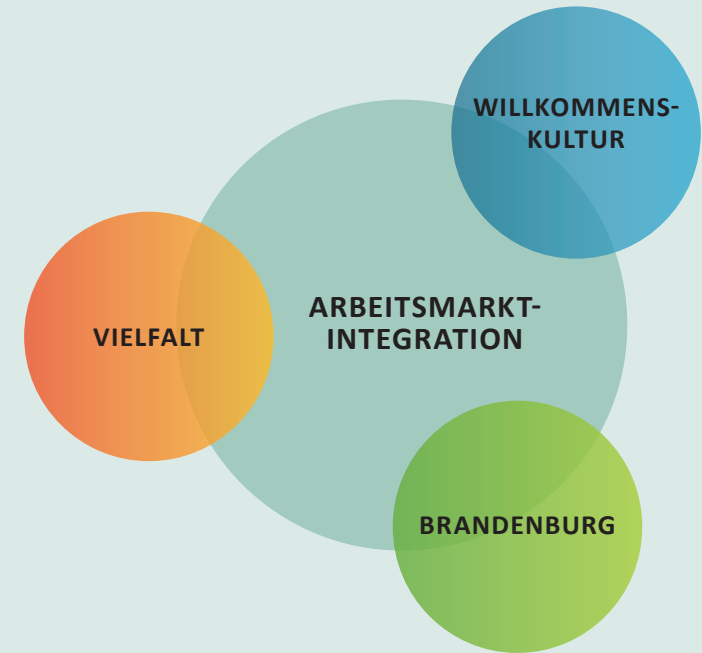 WILLKOMMENS-
KULTUR
ARBEITSMARKT-
INTEGRATION
VIELFALT
BRANDENBURG